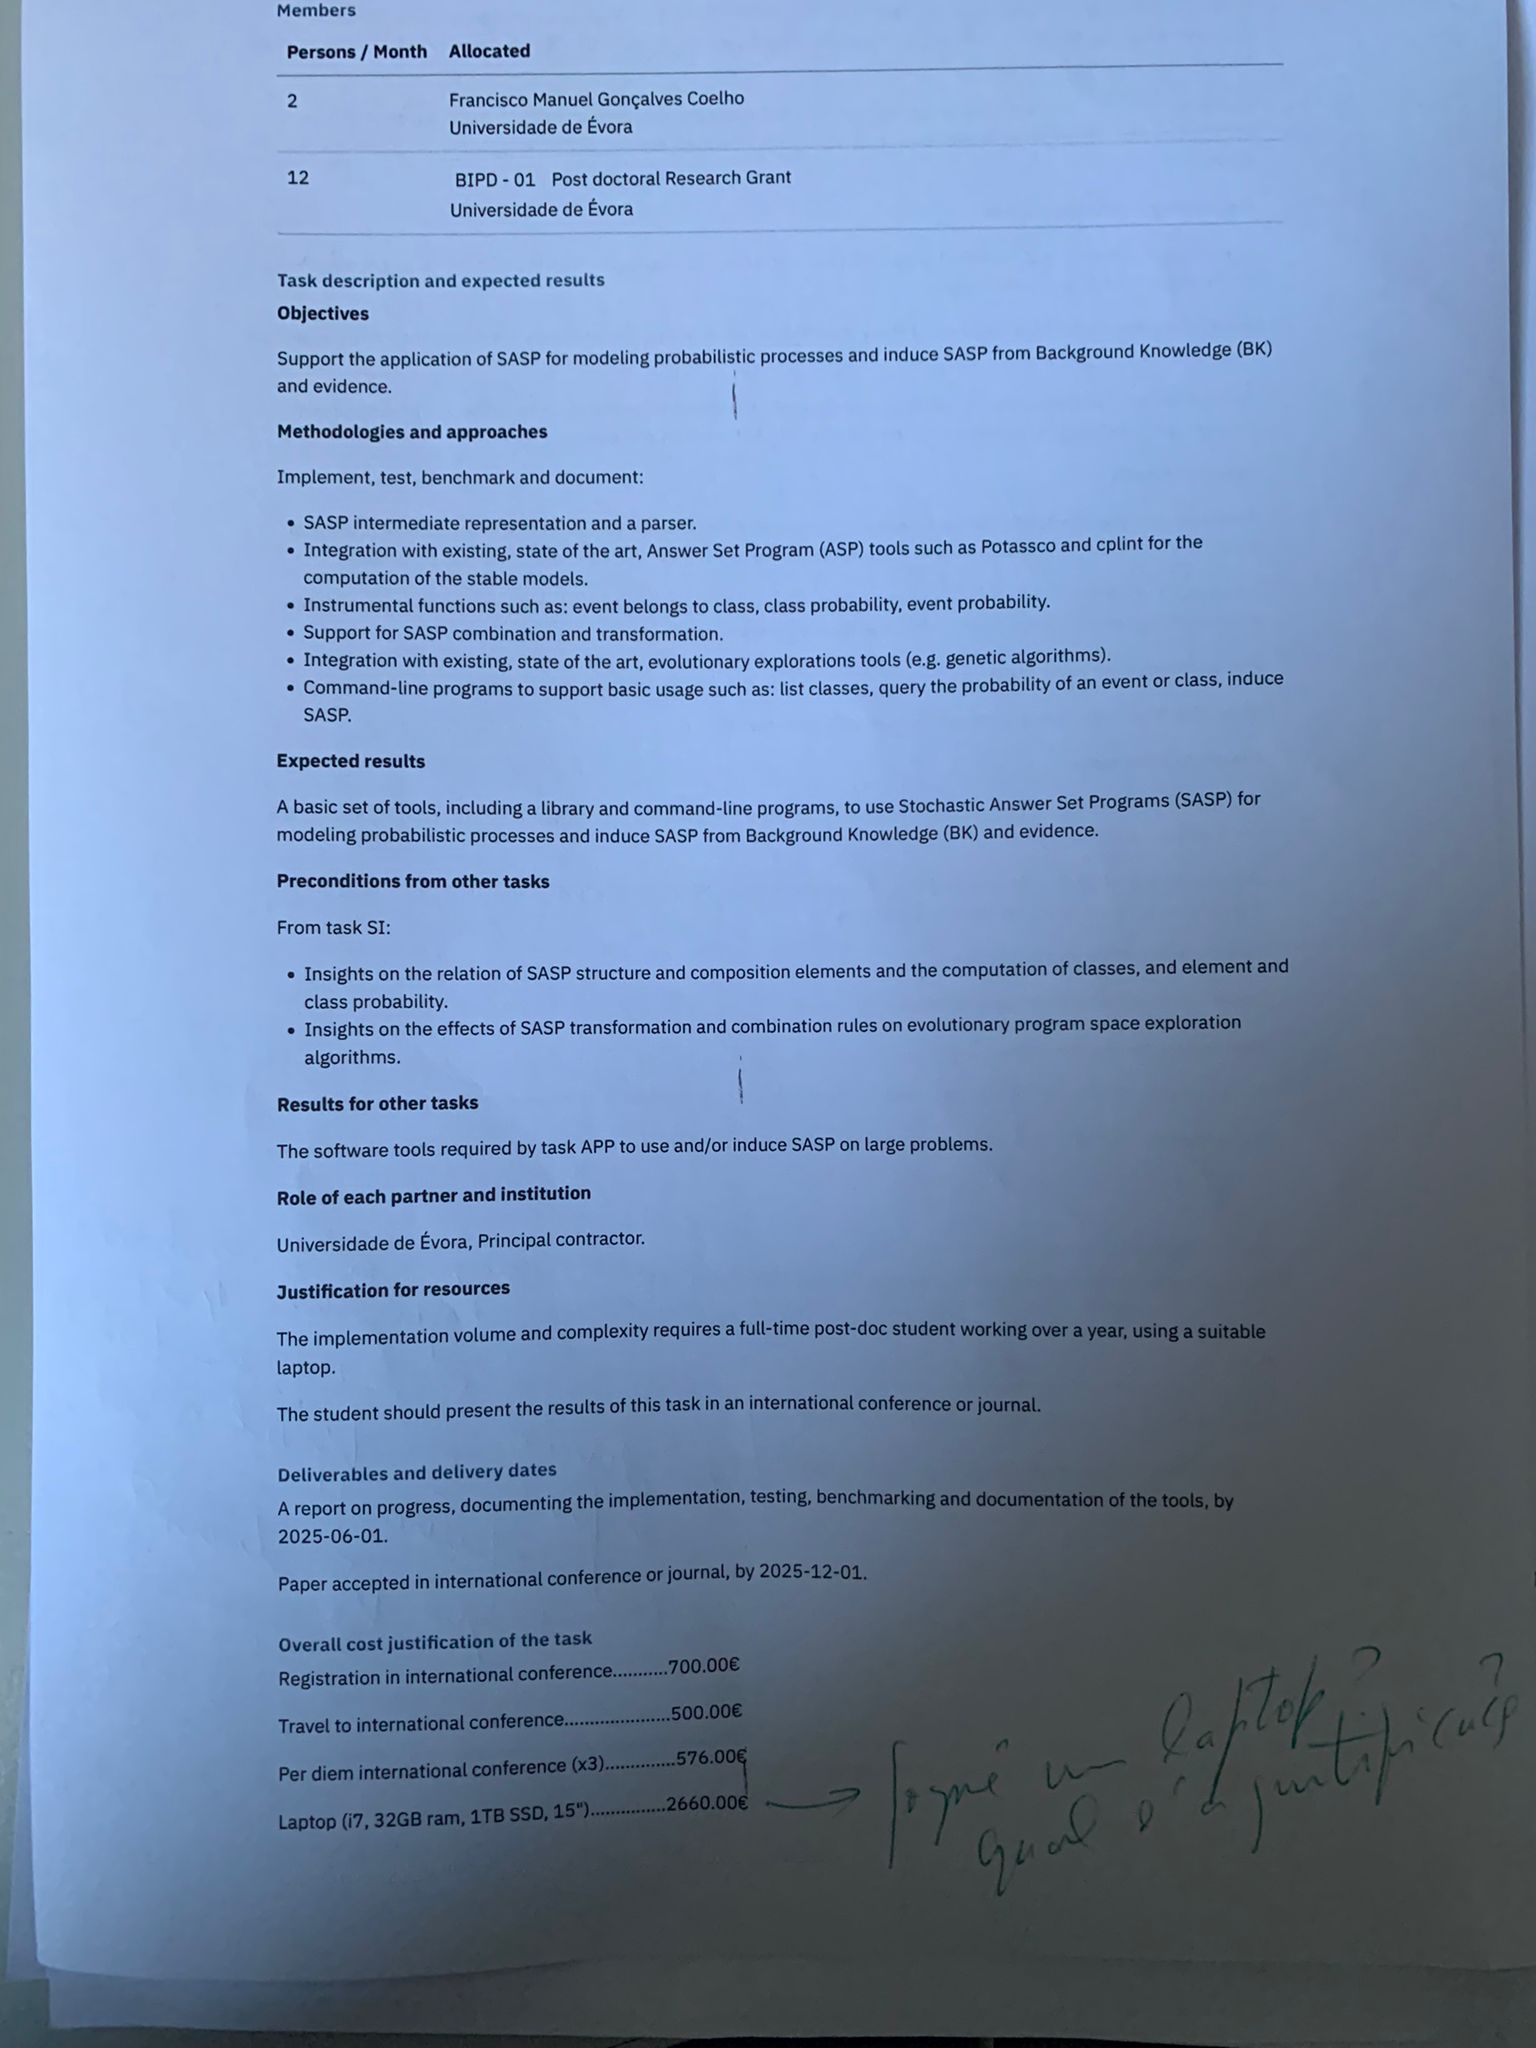 Members
Persons / Month Allocated
2 Francisco Manuel Gonçalves Coelho
Universidade de Évora
12 BIPD - 01 Post doctoral Research Grant
Universidade de Évora
Task description and expected results
Objectives
Support the application of SASP for modeling probabilistic processes and induce SASP from Background Knowledge (BK)
and evidence.
Methodologies and approaches
Implement, test, benchmark and document:
• SASP intermediate representation and a parser.
• Integration with existing, state of the art, Answer Set Program (ASP) tools such as Potassco and cplint for the
computation of the stable models.
• Instrumental functions such as: event belongs to class, class probability, event probability.
• Support for SASP combination and transformation.
• Integration with existing, state of the art, evolutionary explorations tools (e.g. genetic algorithms).
• Command-line programs to support basic usage such as: list classes, query the probability of an event or class, induce
SASP.
Expected results
A basic set of tools, including a library and command-line programs, to use Stochastic Answer Set Programs (SASP) for
modeling probabilistic processes and induce SASP from Background Knowledge (BK) and evidence.
Preconditions from other tasks
From task SI:
• Insights on the relation of SASP structure and composition elements and the computation of classes, and element and
class probability.
• Insights on the effects of SASP transformation and combination rules on evolutionary program space exploration
algorithms.
Results for other tasks
The software tools required by task APP to use and/or induce SASP on large problems.
Role of each partner and institution
Universidade de Évora, Principal contractor.
Justification for resources
The implementation volume and complexity requires a full-time post-doc student working over a year, using a suitable
laptop.
The student should present the results of this task in an international conference or journal.
Deliverables and delivery dates
A report on progress, documenting the implementation, testing, benchmarking and documentation of the tools, by
2025-06-01.
Paper accepted in international conference or journal, by 2025-12-01.
Overall cost justification of the task
Registration in international conference...........700.00€
Travel to international conference.....................500.00€
Per diem international conference (x3).............576.00€
Laptop (i7, 32GB ram, 1TB SSD, 15")...............2660.00€
porquê um laptop?
qual é a justificação?